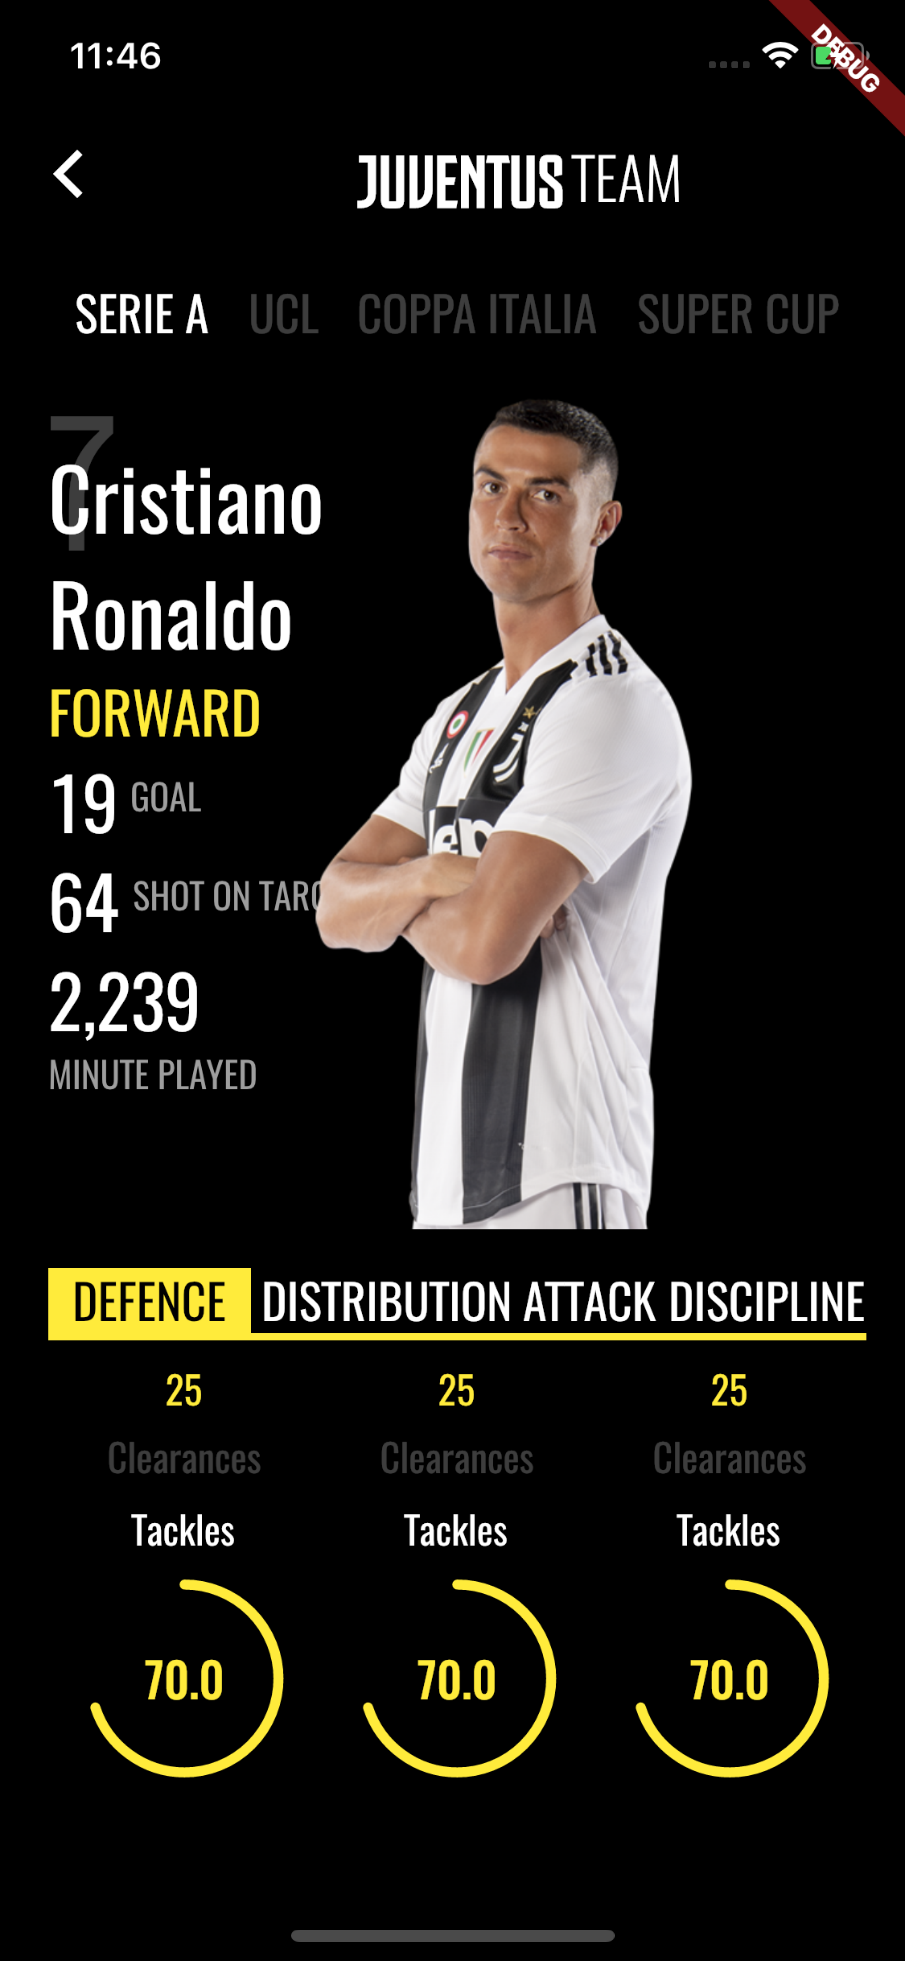 11:46
DEBUG
JUVENTUS TEAM
SERIE A UCL COPPA ITALIA SUPER CUP
7
Cristiano
Ronaldo
FORWARD
19 GOAL
64 SHOT ON TARG
2,239
MINUTE PLAYED
DEFENCE DISTRIBUTION ATTACK DISCIPLINE
25 25 25
Clearances Clearances Clearances
Tackles Tackles Tackles
70.0 70.0 70.0